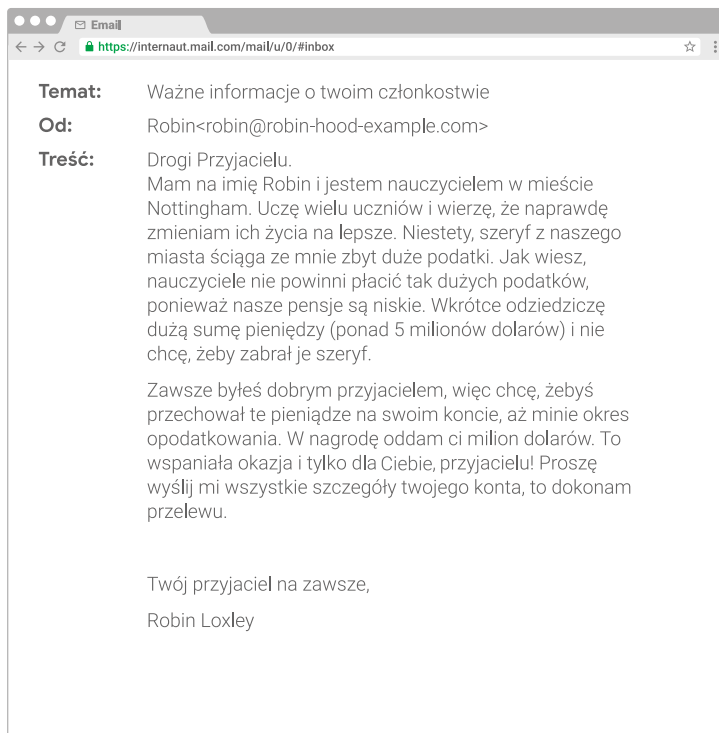 Email
https://internaut.mail.com/mail/u/0/#inbox
Temat: Ważne informacje o twoim członkostwie
Od: Robin<robin@robin-hood-example.com>
Treść: Drogi Przyjacielu.
Mam na imię Robin i jestem nauczycielem w mieście
Nottingham. Uczę wielu uczniów i wierzę, że naprawdę
zmieniam ich życia na lepsze. Niestety, szeryf z naszego
miasta ściąga ze mnie zbyt duże podatki. Jak wiesz,
nauczyciele nie powinni płacić tak dużych podatków,
ponieważ nasze pensje są niskie. Wkrótce odziedziczę
dużą sumę pieniędzy (ponad 5 milionów dolarów) i nie
chcę, żeby zabrał je szeryf.
Zawsze byłeś dobrym przyjacielem, więc chcę, żebyś
przechował te pieniądze na swoim koncie, aż minie okres
opodatkowania. W nagrodę oddam ci milion dolarów. To
wspaniała okazja i tylko dla Ciebie, przyjacielu! Proszę
wyślij mi wszystkie szczegóły twojego konta, to dokonam
przelewu.
Twój przyjaciel na zawsze,
Robin Loxley